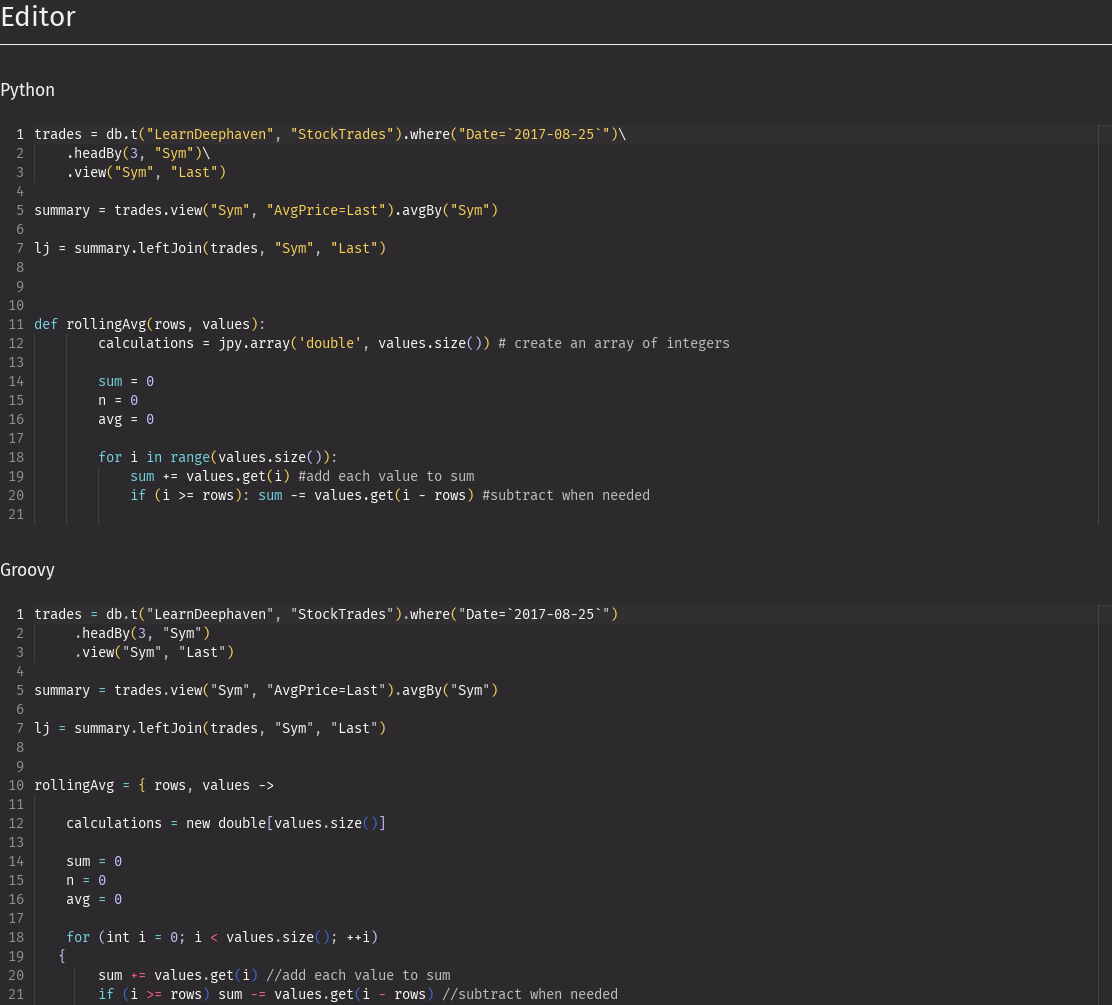 Editor
Python
1 trades = db.t("LearnDeephaven", "StockTrades").where("Date=`2017-08-25`")\
2     .headBy(3, "Sym")\
3     .view("Sym", "Last")
4
5 summary = trades.view("Sym", "AvgPrice=Last").avgBy("Sym")
6
7 lj = summary.leftJoin(trades, "Sym", "Last")
8
9
10
11 def rollingAvg(rows, values):
12         calculations = jpy.array('double', values.size()) # create an array of integers
13
14         sum = 0
15         n = 0
16         avg = 0
17
18         for i in range(values.size()):
19             sum += values.get(i) #add each value to sum
20             if (i >= rows): sum -= values.get(i - rows) #subtract when needed
21
Groovy
1 trades = db.t("LearnDeephaven", "StockTrades").where("Date=`2017-08-25`")
2      .headBy(3, "Sym")
3      .view("Sym", "Last")
4
5 summary = trades.view("Sym", "AvgPrice=Last").avgBy("Sym")
6
7 lj = summary.leftJoin(trades, "Sym", "Last")
8
9
10 rollingAvg = { rows, values ->
11
12     calculations = new double[values.size()]
13
14     sum = 0
15     n = 0
16     avg = 0
17
18     for (int i = 0; i < values.size(); ++i)
19    {
20         sum += values.get(i) //add each value to sum
21         if (i >= rows) sum -= values.get(i - rows) //subtract when needed